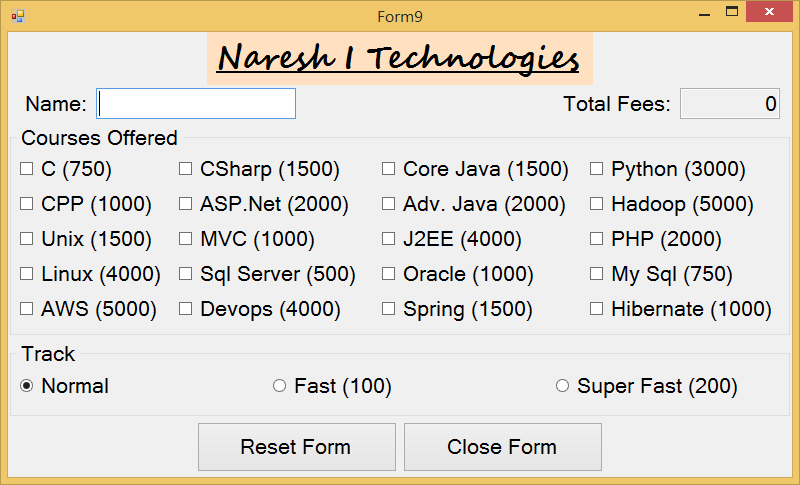 Form9
Naresh I Technologies
Name: Total Fees: 0
Courses Offered
C (750) CSharp (1500) Core Java (1500) Python (3000)
CPP (1000) ASP.Net (2000) Adv. Java (2000) Hadoop (5000)
Unix (1500) MVC (1000) J2EE (4000) PHP (2000)
Linux (4000) Sql Server (500) Oracle (1000) My Sql (750)
AWS (5000) Devops (4000) Spring (1500) Hibernate (1000)
Track
Normal Fast (100) Super Fast (200)
Reset Form Close Form